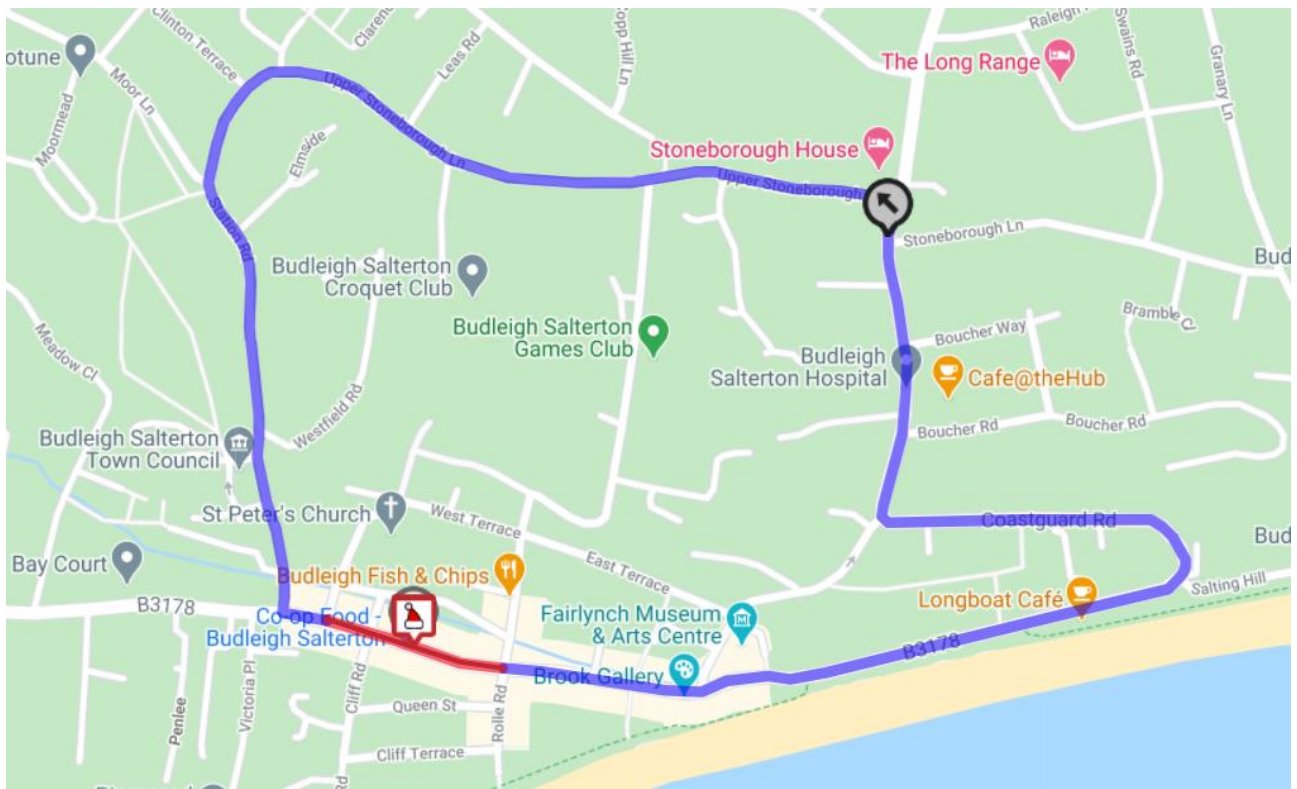 Clinton Terrace
Claren
Leas Rd
opp Hill Ln
Raleigh
Swains Rd
Granary Ln
otune
Moor Ln
The Long Range
Moormead
Elmside
Upper Stoneborough Ln
Stoneborough House
Upper Stoneborough
Station Rd
Stoneborough Ln
Budleigh Salterton
Croquet Club
Bud
Budleigh Salterton
Games Club
Bramble Cl
Boucher Way
Meadow Cl
Budleigh
Salterton Hospital
Cafe@theHub
Westfield Rd
Boucher Rd
Boucher Rd
Budleigh Salterton
Town Council
St Peter's Church
West Terrace
Coastguard Rd
Bud
Bay Court
Budleigh Fish & Chips
East Terrace
Salting Hill
B3178
Co-op Food -
Budleigh Salterton
Fairlynch Museum
& Arts Centre
Longboat Café
B3178
Brook Gallery
Victoria Pl
Cliff Rd
Penlee
Queen St
Rolle Rd
Cliff Terrace
Rd